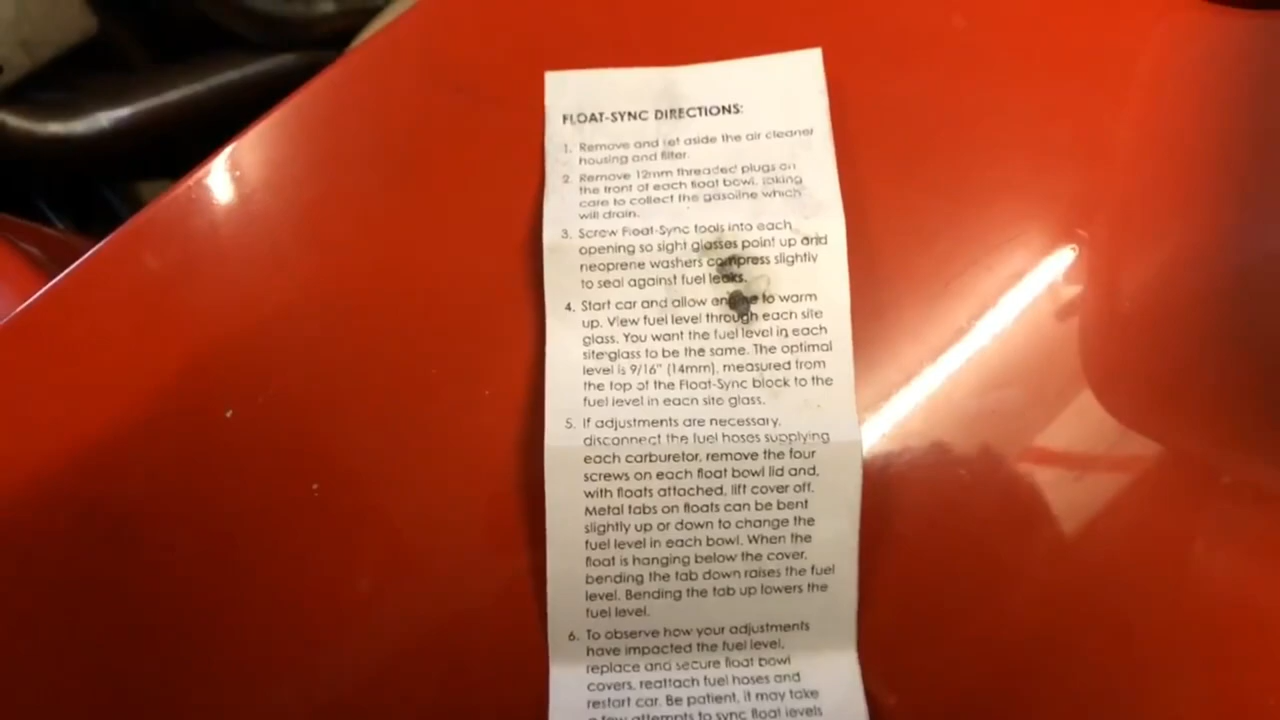 FLOAT-SYNC DIRECTIONS:
1. Remove and set aside the air cleaner
housing and filter.
2. Remove 12mm threaded plugs on
the front of each float bowl, taking
care to collect the gasoline which
will drain.
3. Screw Float-Sync tools into each
opening so sight glasses point up and
neoprene washers compress slightly
to seal against fuel leaks.
4. Start car and allow engine to warm
up. View fuel level through each site
glass. You want the fuel level in each
site glass to be the same. The optimal
level is 9/16" (14mm), measured from
the top of the Float-Sync block to the
fuel level in each site glass.
5. If adjustments are necessary,
disconnect the fuel hoses supplying
each carburetor, remove the four
screws on each float bowl lid and,
with floats attached, lift cover off.
Metal tabs on floats can be bent
slightly up or down to change the
fuel level in each bowl. When the
float is hanging below the cover,
bending the tab down raises the fuel
level. Bending the tab up lowers the
fuel level.
6. To observe how your adjustments
have impacted the fuel level,
replace and secure float bowl
covers, reattach fuel hoses and
restart car. Be patient, it may take
a few attempts to sync float levels